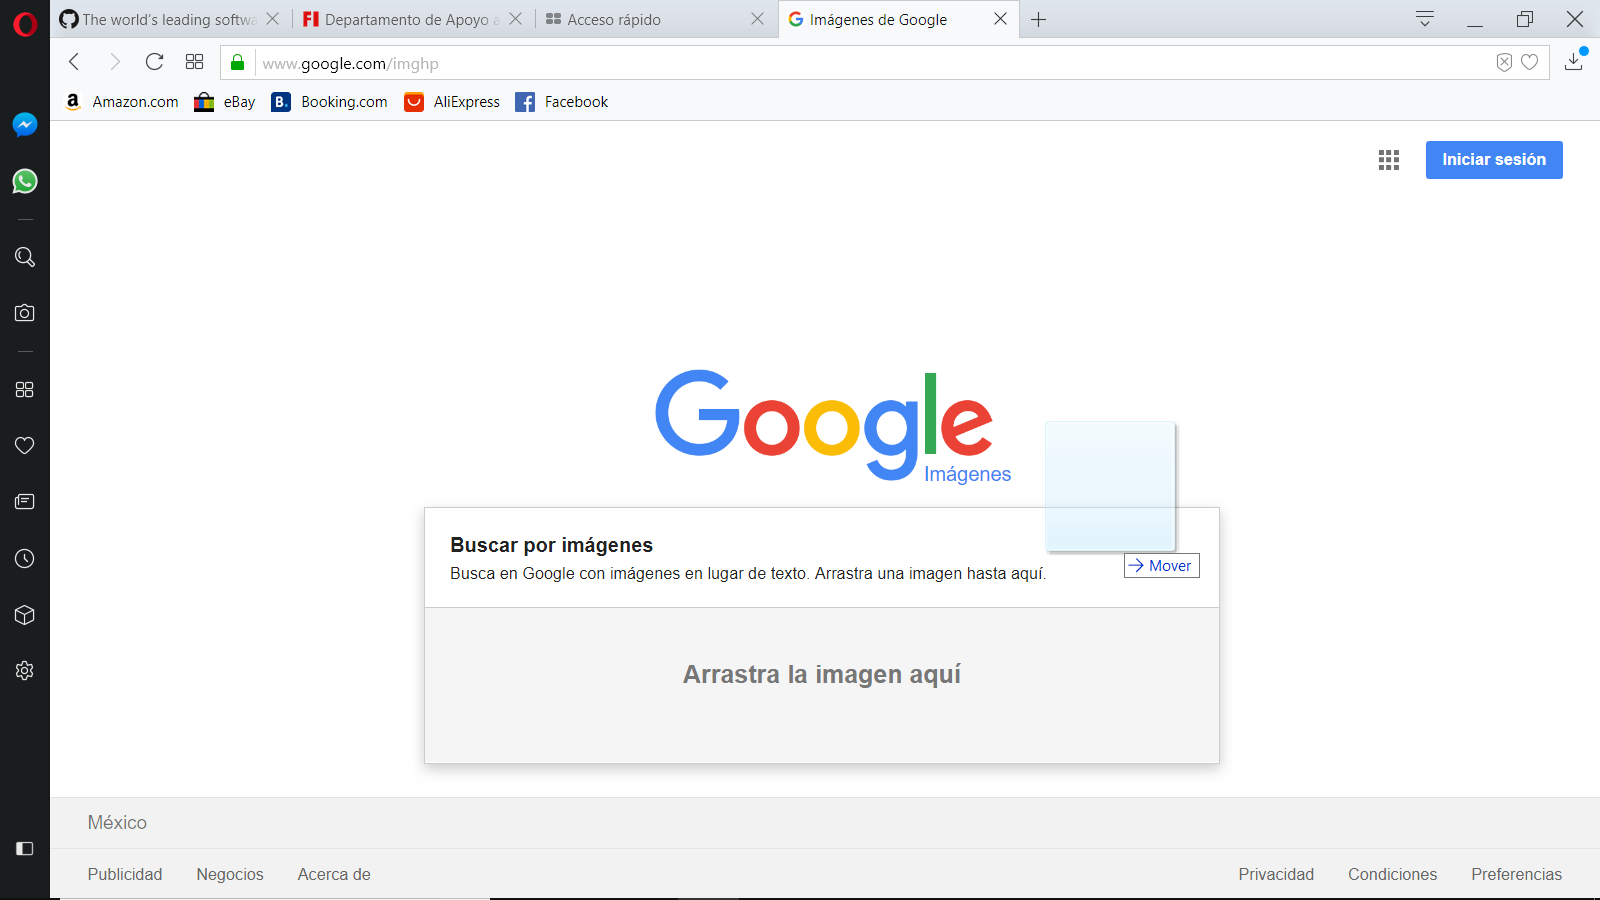 The world's leading softwa
Departamento de Apoyo a
Acceso rápido
Imágenes de Google
www.google.com/imghp
Amazon.com
eBay
Booking.com
AliExpress
Facebook
Iniciar sesión
Google
Imágenes
Buscar por imágenes
Busca en Google con imágenes en lugar de texto. Arrastra una imagen hasta aquí.
Mover
Arrastra la imagen aquí
México
Publicidad
Negocios
Acerca de
Privacidad
Condiciones
Preferencias